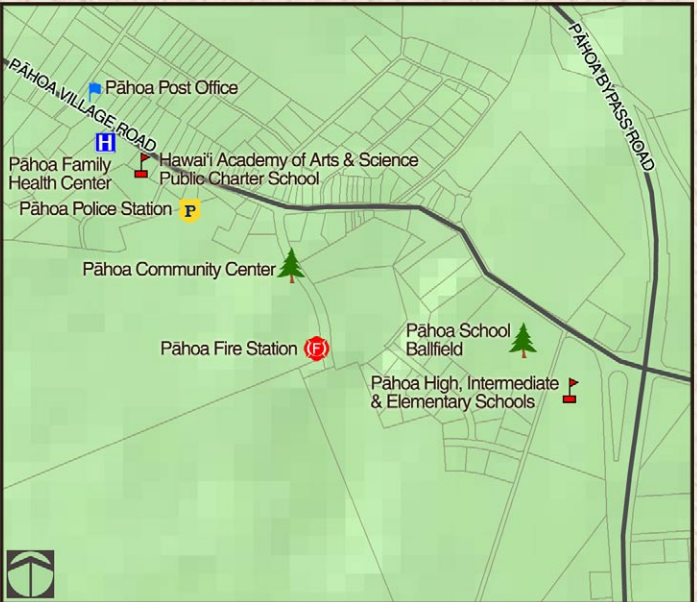 PĀHOA BYPASS ROAD
PĀHOA VILLAGE ROAD
Pāhoa Post Office
H
Pāhoa Family
Health Center
Hawai'i Academy of Arts & Science
Public Charter School
Pāhoa Police Station
P
Pāhoa Community Center
Pāhoa Fire Station
F
Pāhoa School
Ballfield
Pāhoa High, Intermediate
& Elementary Schools